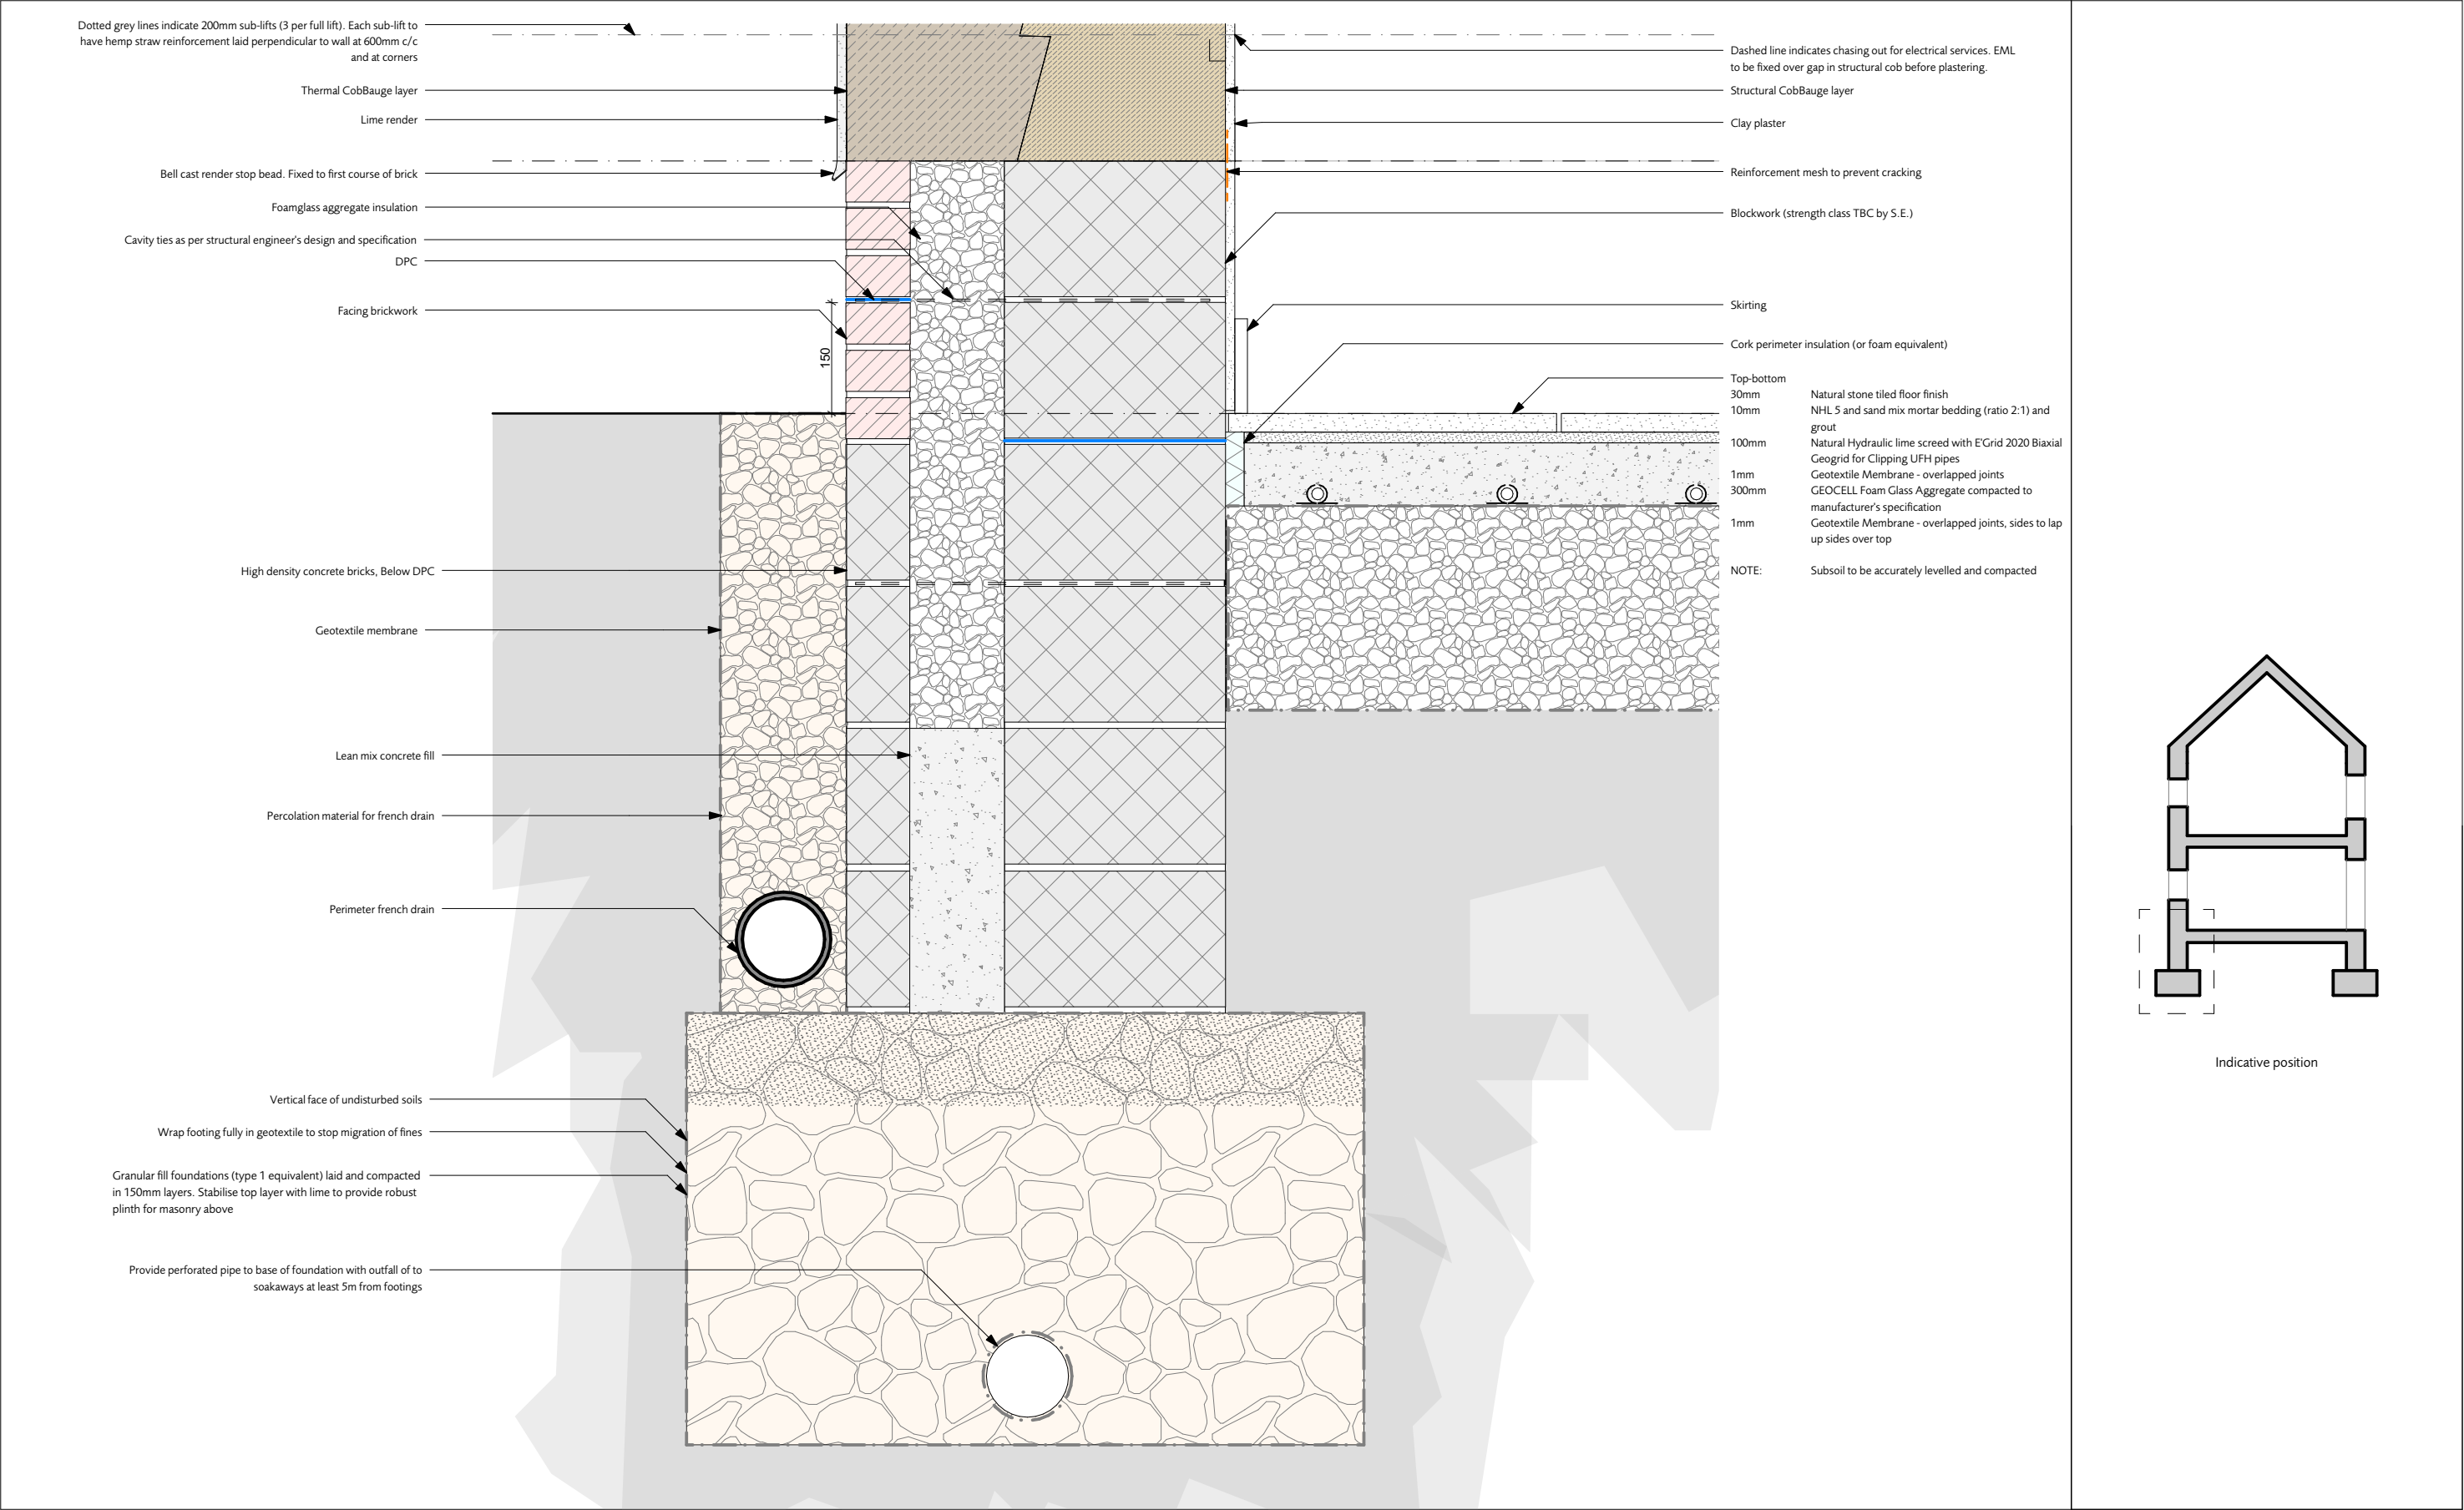 Dotted grey lines indicate 200mm sub-lifts (3 per full lift). Each sub-lift to
have hemp straw reinforcement laid perpendicular to wall at 600mm c/c
and at corners
Thermal CobBauge layer
Lime render
Bell cast render stop bead. Fixed to first course of brick
Foamglass aggregate insulation
Cavity ties as per structural engineer's design and specification
DPC
Facing brickwork
150
High density concrete bricks, Below DPC
Geotextile membrane
Lean mix concrete fill
Percolation material for french drain
Perimeter french drain
Vertical face of undisturbed soils
Wrap footing fully in geotextile to stop migration of fines
Granular fill foundations (type 1 equivalent) laid and compacted
in 150mm layers. Stabilise top layer with lime to provide robust
plinth for masonry above
Provide perforated pipe to base of foundation with outfall of to
soakaways at least 5m from footings
Dashed line indicates chasing out for electrical services. EML
to be fixed over gap in structural cob before plastering.
Structural CobBauge layer
Clay plaster
Reinforcement mesh to prevent cracking
Blockwork (strength class TBC by S.E.)
Skirting
Cork perimeter insulation (or foam equivalent)
Top-bottom
30mm Natural stone tiled floor finish
10mm NHL 5 and sand mix mortar bedding (ratio 2:1) and
grout
100mm Natural Hydraulic lime screed with E'Grid 2020 Biaxial
Geogrid for Clipping UFH pipes
1mm Geotextile Membrane - overlapped joints
300mm GEOCELL Foam Glass Aggregate compacted to
manufacturer's specification
1mm Geotextile Membrane - overlapped joints, sides to lap
up sides over top
NOTE: Subsoil to be accurately levelled and compacted
Indicative position